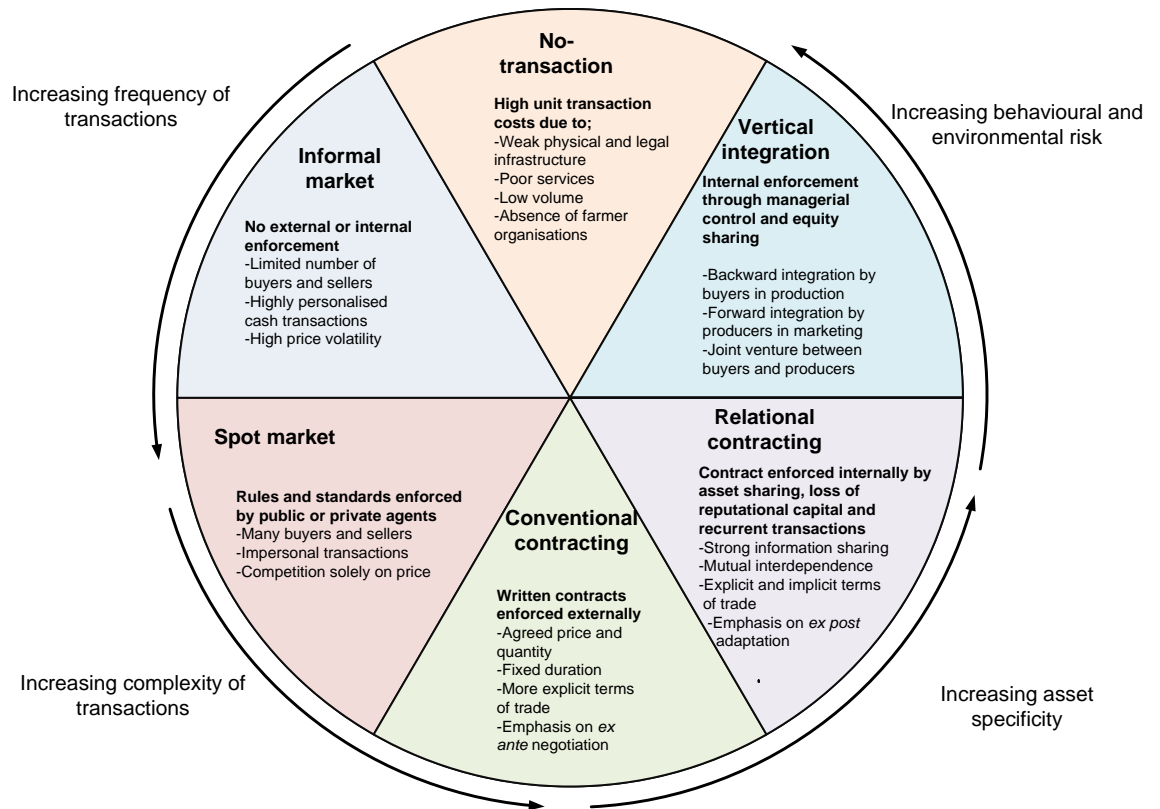 No-
transaction
High unit transaction
costs due to;
-Weak physical and legal
infrastructure
-Poor services
-Low volume
-Absence of farmer
organisations
Increasing frequency of
transactions
Increasing behavioural and
environmental risk
Informal
market
No external or internal
enforcement
-Limited number of
buyers and sellers
-Highly personalised
cash transactions
-High price volatility
Vertical
integration
Internal enforcement
through managerial
control and equity
sharing
-Backward integration by
buyers in production
-Forward integration by
producers in marketing
-Joint venture between
buyers and producers
Spot market
Rules and standards enforced
by public or private agents
-Many buyers and sellers
-Impersonal transactions
-Competition solely on price
Conventional
contracting
Written contracts
enforced externally
-Agreed price and
quantity
-Fixed duration
-More explicit terms
of trade
-Emphasis on ex
ante negotiation
Relational
contracting
Contract enforced internally by
asset sharing, loss of
reputational capital and
recurrent transactions
-Strong information sharing
-Mutual interdependence
-Explicit and implicit terms
of trade
-Emphasis on ex post
adaptation
.
Increasing complexity of
transactions
Increasing asset
specificity